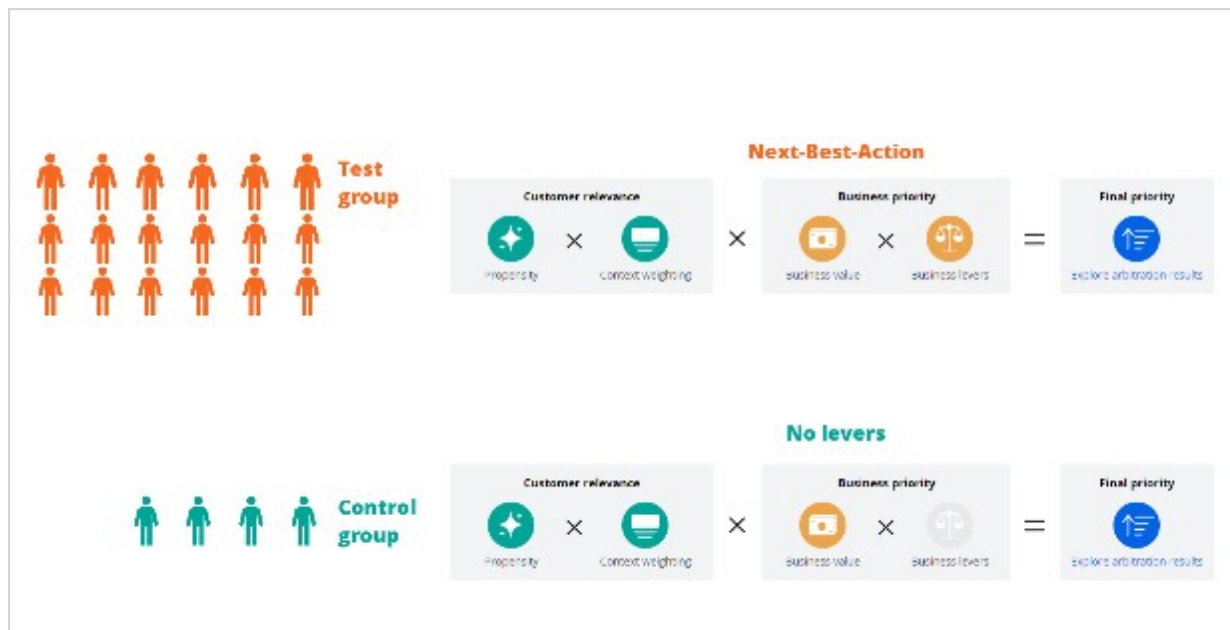 Next-Best-Action
Test
group
Customer relevance
Business priority
Final priority
×
×
×
=
Propensity
Context weighting
Business value
Business levers
Explore arbitration results
No levers
Control
group
Customer relevance
Business priority
Final priority
×
×
×
=
Propensity
Context weighting
Business value
Business levers
Explore arbitration results